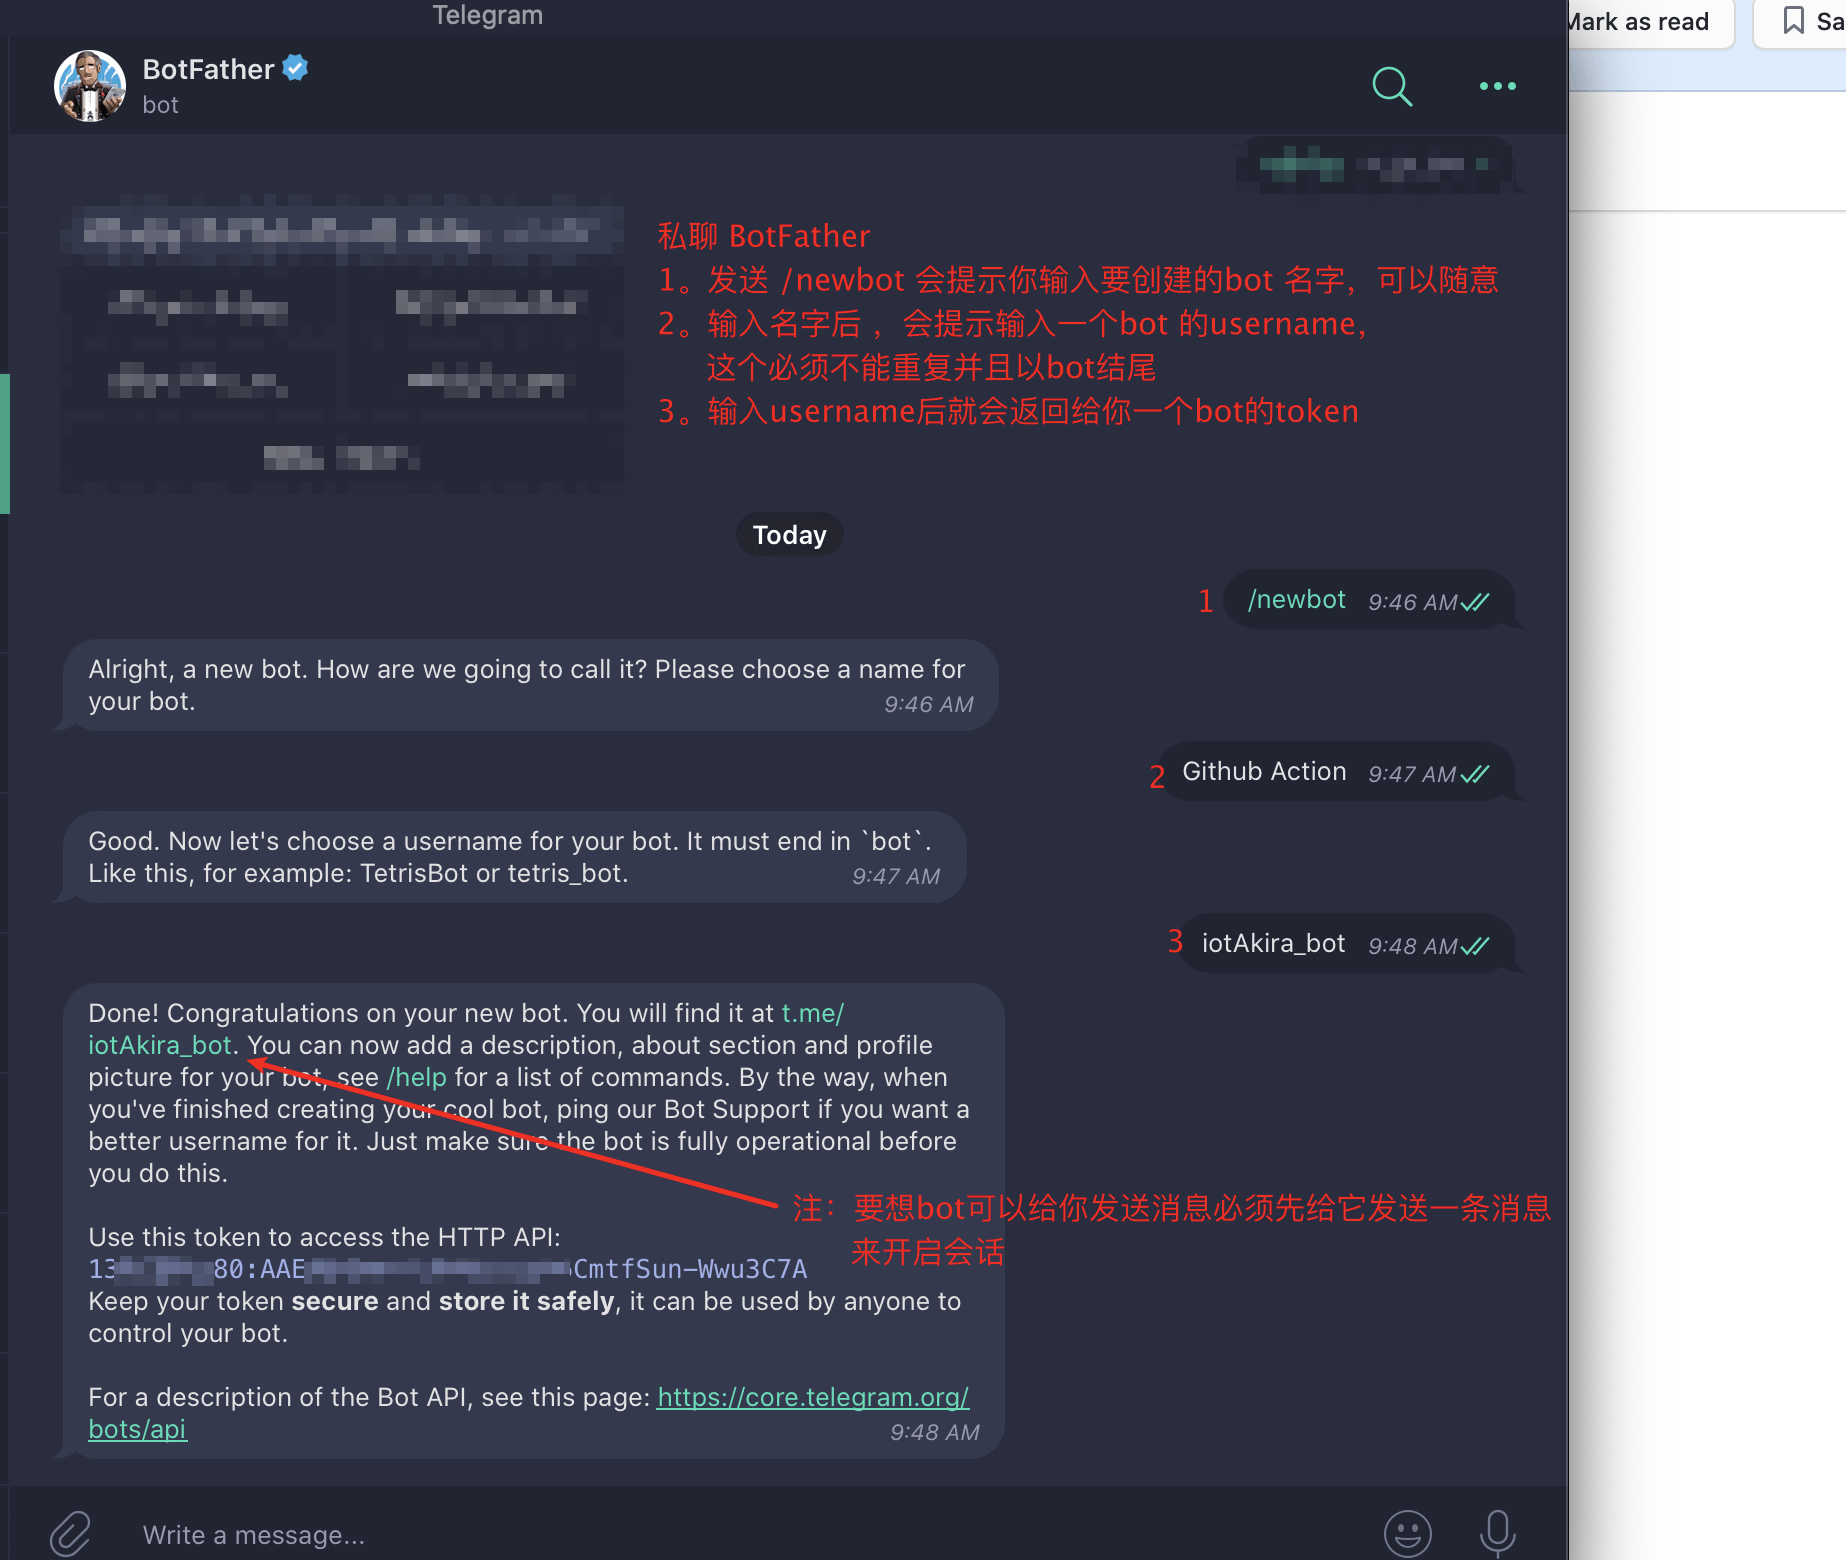 Telegram
Mark as read
Sa
BotFather
bot
私聊 BotFather
1。发送 /newbot 会提示你输入要创建的bot 名字，可以随意
2。输入名字后 ，会提示输入一个bot 的username，
这个必须不能重复并且以bot结尾
3。输入username后就会返回给你一个bot的token
Today
1 /newbot 9:46 AM
Alright, a new bot. How are we going to call it? Please choose a name for
your bot.
9:46 AM
2 Github Action 9:47 AM
Good. Now let's choose a username for your bot. It must end in `bot`.
Like this, for example: TetrisBot or tetris_bot.
9:47 AM
3 iotAkira_bot 9:48 AM
Done! Congratulations on your new bot. You will find it at t.me/
iotAkira_bot. You can now add a description, about section and profile
picture for your bot, see /help for a list of commands. By the way, when
you've finished creating your cool bot, ping our Bot Support if you want a
better username for it. Just make sure the bot is fully operational before
you do this.
注：要想bot可以给你发送消息必须先给它发送一条消息
来开启会话
Use this token to access the HTTP API:
13 80:AAE CmtfSun-Wwu3C7A
Keep your token secure and store it safely, it can be used by anyone to
control your bot.
For a description of the Bot API, see this page: https://core.telegram.org/
bots/api
9:48 AM
Write a message...